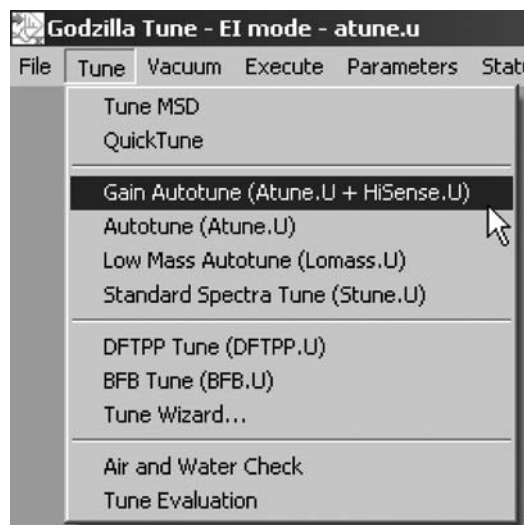 Godzilla Tune - EI mode - atune.u
File Tune Vacuum Execute Parameters Stat
Tune MSD
QuickTune
Gain Autotune (Atune.U + HiSense.U)
Autotune (Atune.U)
Low Mass Autotune (Lomass.U)
Standard Spectra Tune (Stune.U)
DFTPP Tune (DFTPP.U)
BFB Tune (BFB.U)
Tune Wizard...
Air and Water Check
Tune Evaluation